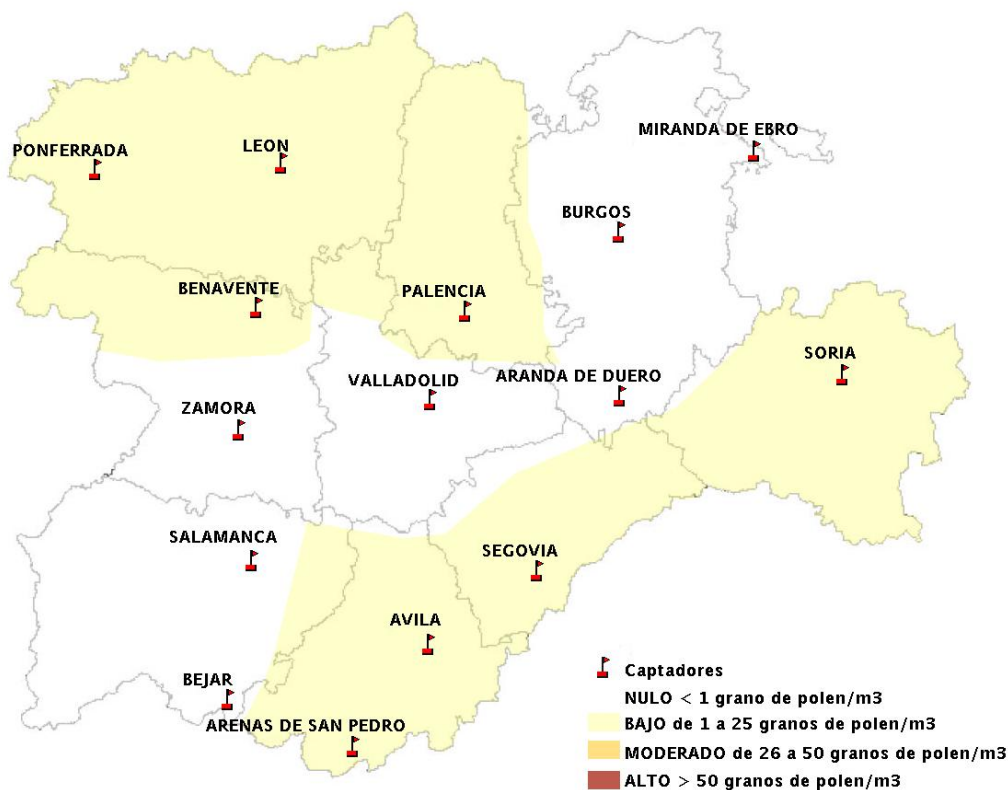 MIRANDA DE EBRO
PONFERRADA
LEON
BURGOS
BENAVENTE
PALENCIA
SORIA
VALLADOLID
ARANDA DE DUERO
ZAMORA
SALAMANCA
SEGOVIA
AVILA
BEJAR
ARENAS DE SAN PEDRO
Captadores
NULO < 1 grano de polen/m3
BAJO de 1 a 25 granos de polen/m3
MODERADO de 26 a 50 granos de polen/m3
ALTO > 50 granos de polen/m3